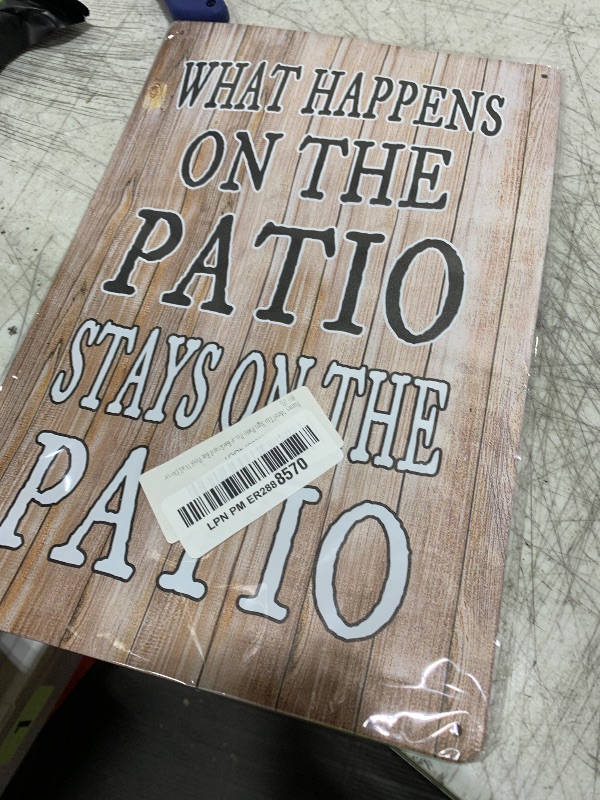 WHAT HAPPENS
ON THE
PATIO
STAYS ON THE
PATIO
LPN PM ER2888570